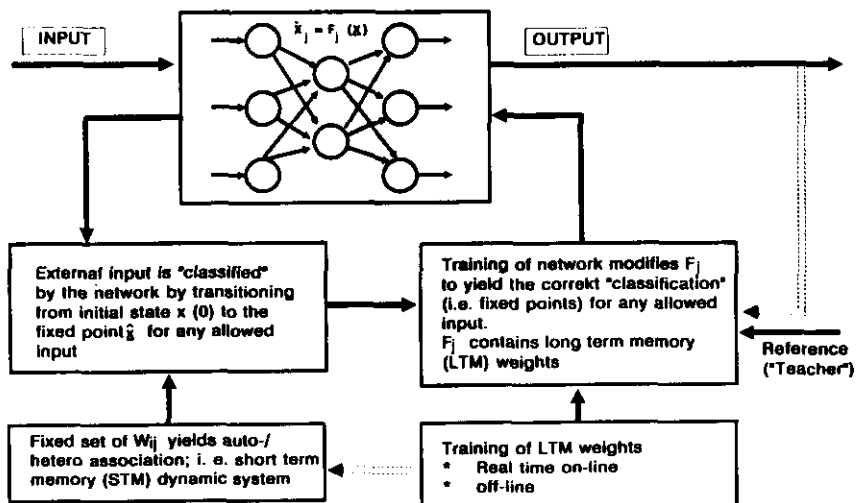 INPUT
ẋj = Fj (x)
OUTPUT
External input is "classified"
by the network by transitioning
from initial state x (0) to the
fixed point x̂ for any allowed
input
Training of network modifies Fj
to yield the correkt "classification"
(i.e. fixed points) for any allowed
input.
Fj contains long term memory
(LTM) weights
Reference
("Teacher")
Fixed set of Wij yields auto-/
hetero association; i. e. short term
memory (STM) dynamic system
Training of LTM weights
* Real time on-line
* off-line